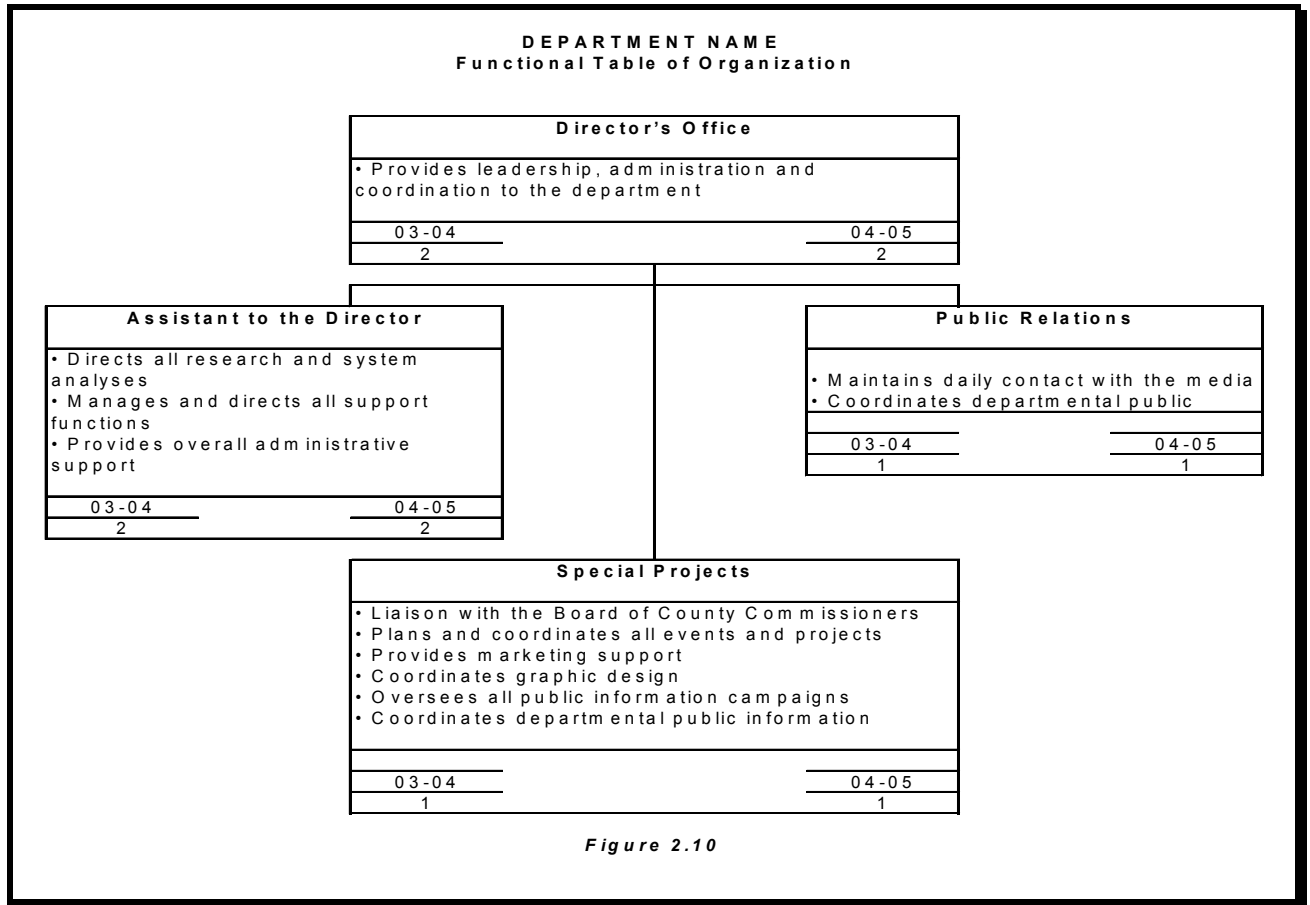 DEPARTMENT NAME
Functional Table of Organization
Director's Office
• Provides leadership, administration and
coordination to the department
03-04 04-05
2 2
Assistant to the Director
• Directs all research and system
analyses
• Manages and directs all support
functions
• Provides overall administrative
support
03-04 04-05
2 2
Public Relations
• Maintains daily contact with the media
• Coordinates departmental public
03-04 04-05
1 1
Special Projects
• Liaison with the Board of County Commissioners
• Plans and coordinates all events and projects
• Provides marketing support
• Coordinates graphic design
• Oversees all public information campaigns
• Coordinates departmental public information
03-04 04-05
1 1
Figure 2.10